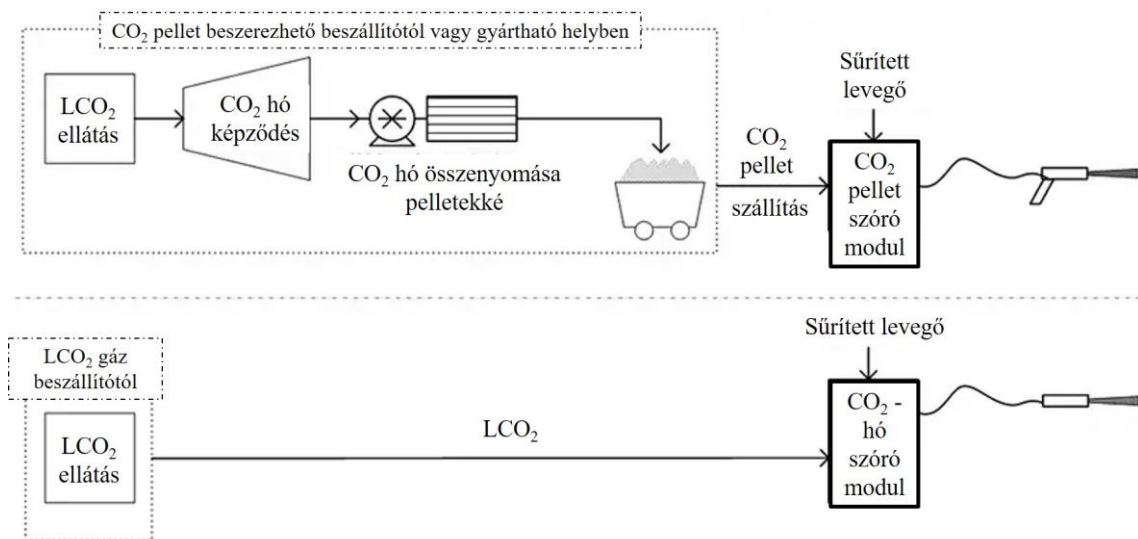 CO₂ pellet beszerezhető beszállítótól vagy gyártható helyben
LCO₂
ellátás
CO₂ hó
képződés
CO₂ hó összenyomása
pelletekké
CO₂
pellet
szállítás
Sűrített
levegő
CO₂
pellet
szóró
modul
LCO₂ gáz
beszállítótól
LCO₂
ellátás
LCO₂
Sűrített levegő
CO₂ -
hó
szóró
modul